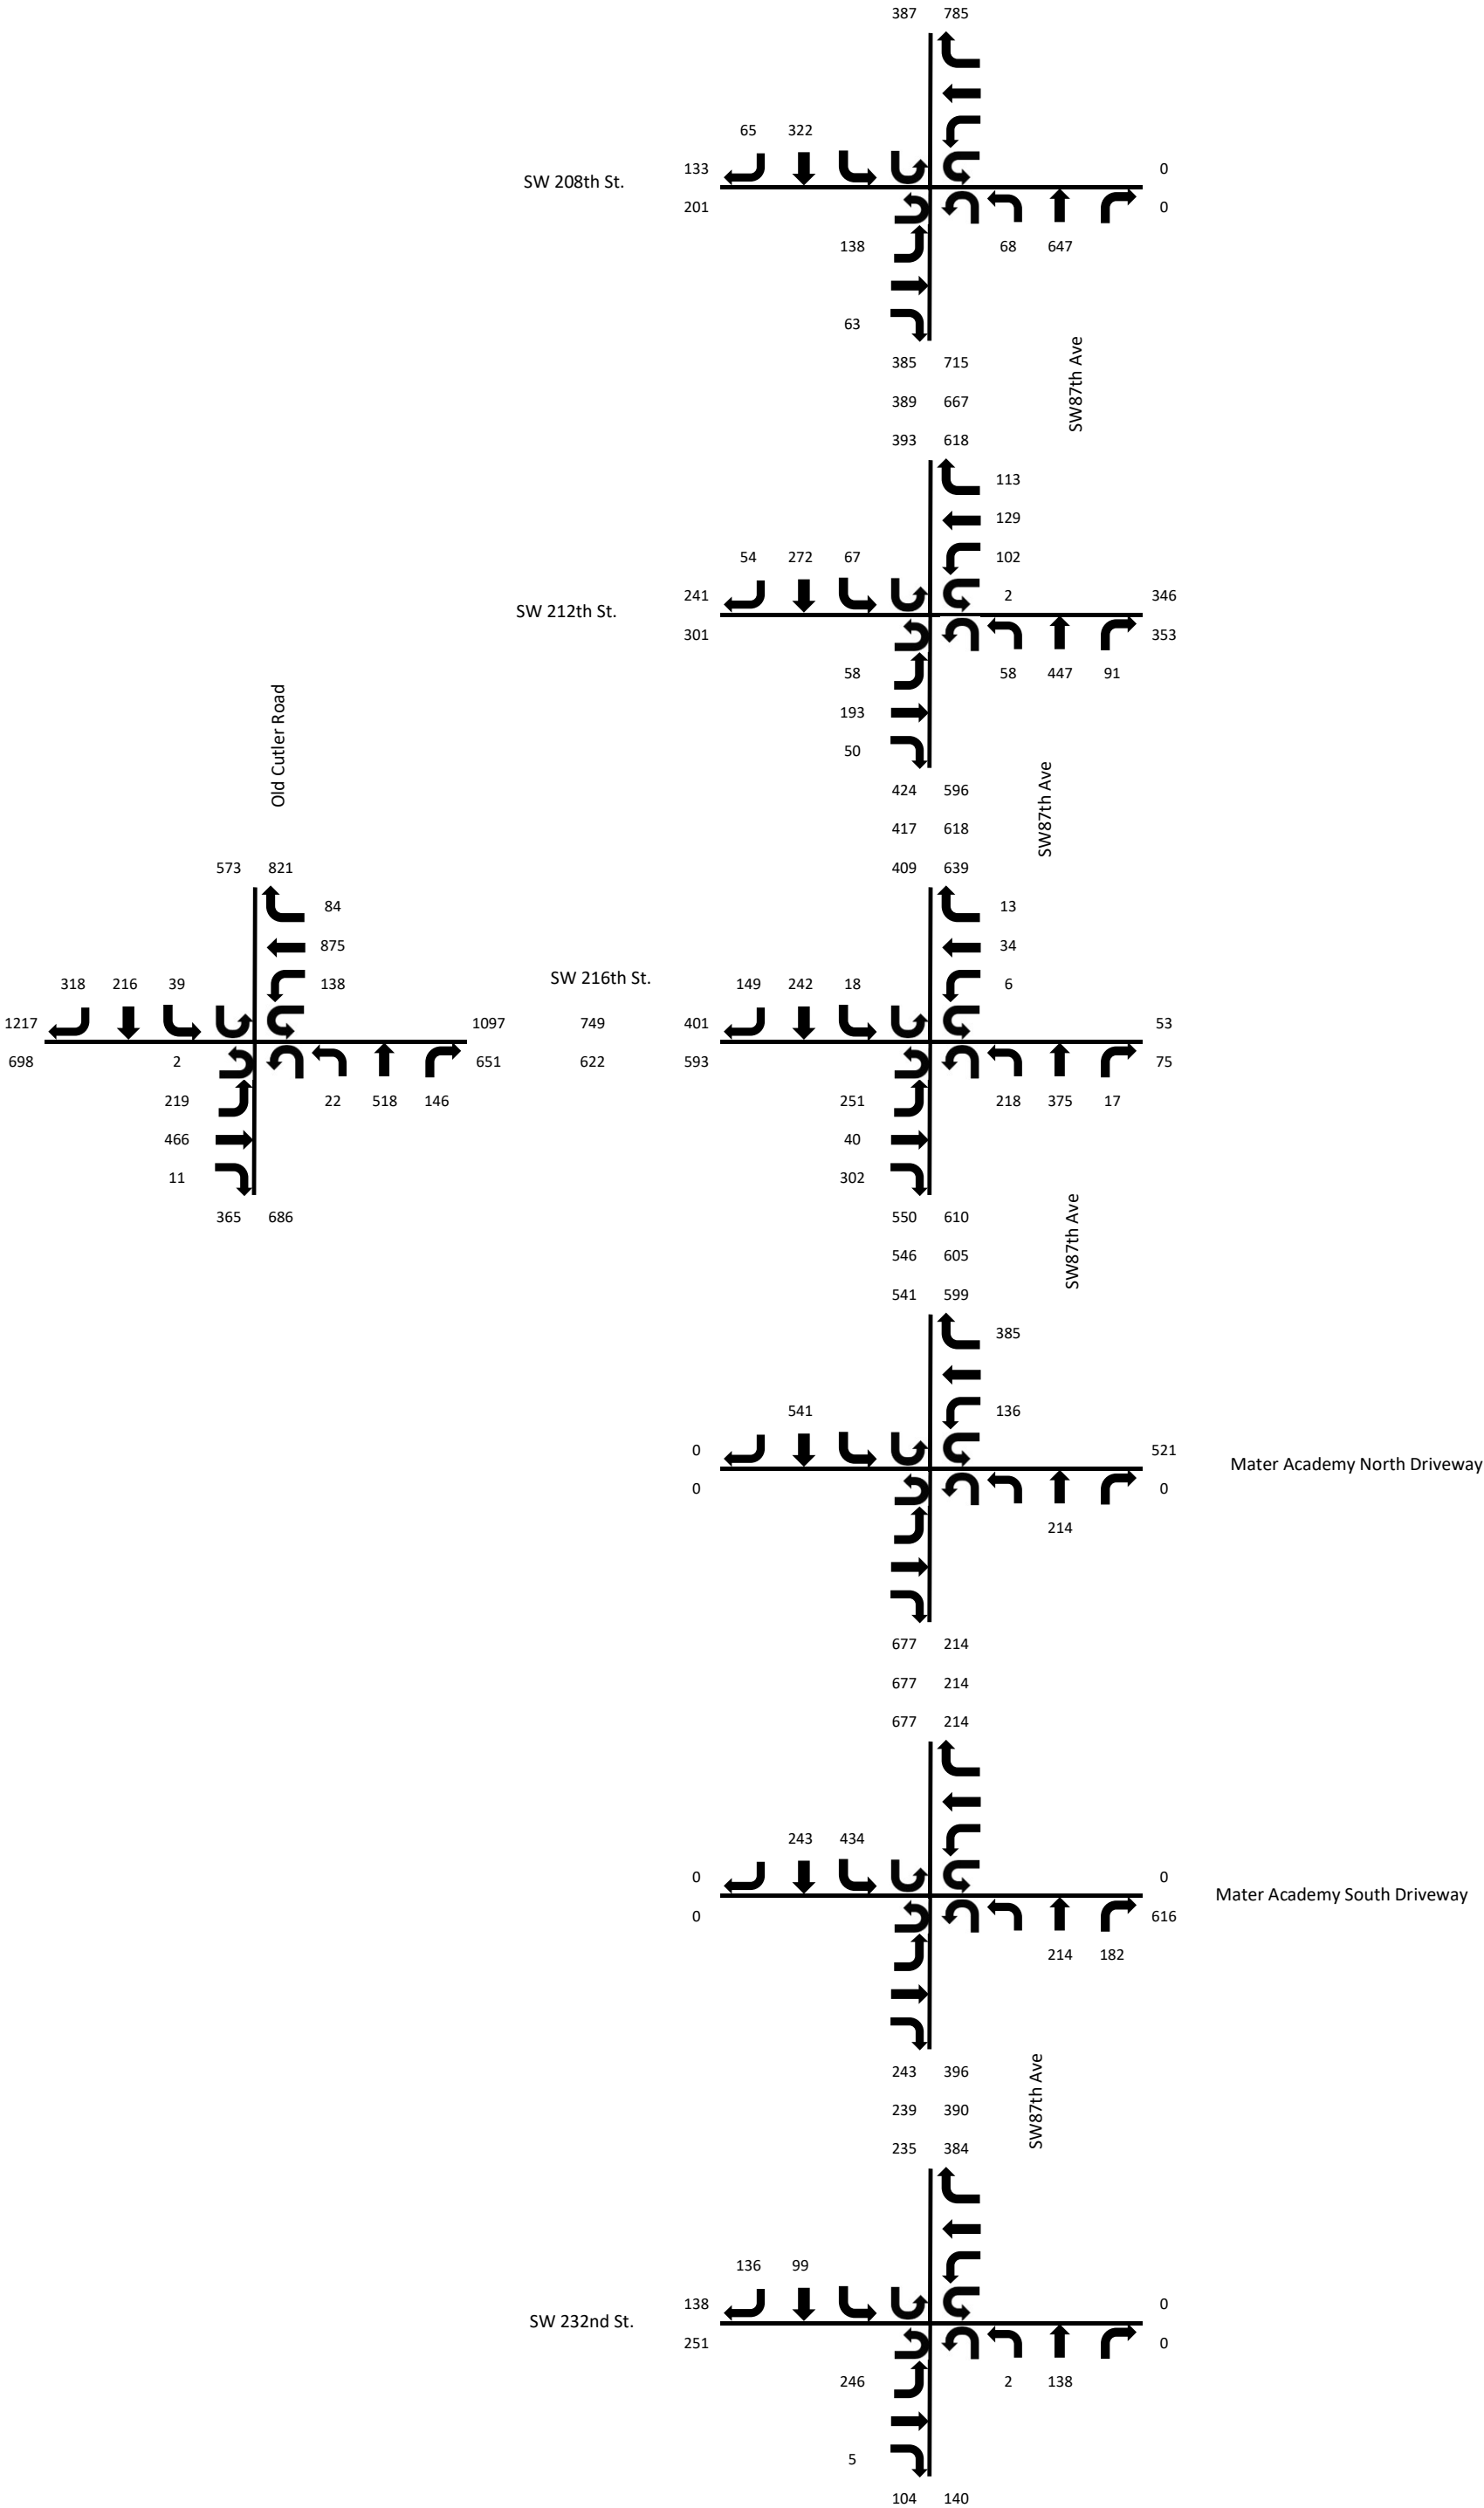 387 785
65 322
133 0
SW 208th St.
201 0
138 68 647
63
SW87th Ave
385 715
389 667
393 618
113
129
54 272 67 102
241 2 346
SW 212th St.
301 353
58 58 447 91
193
50
Old Cutler Road
SW87th Ave
424 596
417 618
573 821 409 639
84 13
875 34
318 216 39 138 SW 216th St. 149 242 18 6
1217 1097 749 401 53
698 2 651 622 593 75
219 22 518 146 251 218 375 17
466 40
11 302
365 686 550 610
SW87th Ave
546 605
541 599
385
541 136
0 521
Mater Academy North Driveway
0 0
214
677 214
677 214
677 214
243 434
0 0
Mater Academy South Driveway
0 616
214 182
243 396
SW87th Ave
239 390
235 384
136 99
138 0
SW 232nd St.
251 0
246 2 138
5
104 140